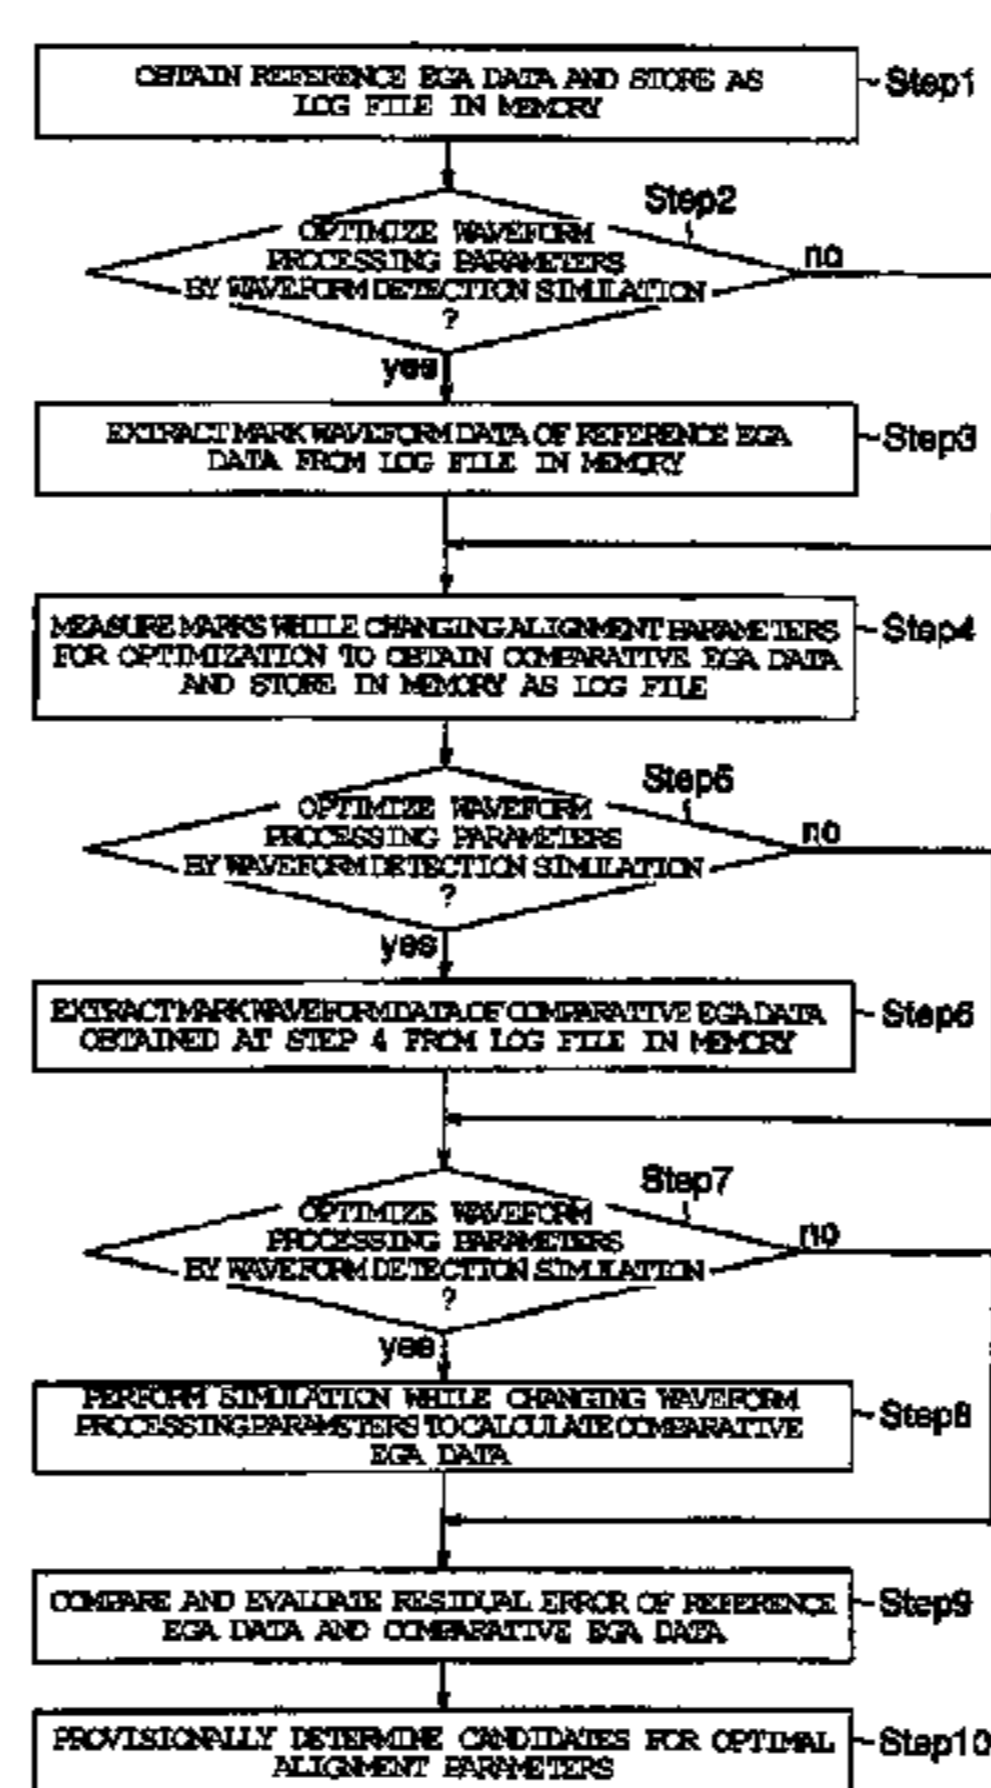 OBTAIN REFERENCE EGA DATA AND STORE AS
LOG FILE IN MEMORY
Step1
Step2
OPTIMIZE WAVEFORM
PROCESSING PARAMETERS
BY WAVEFORM DETECTION SIMULATION
?
no
yes
EXTRACT MARK WAVEFORM DATA OF REFERENCE EGA
DATA FROM LOG FILE IN MEMORY
Step3
MEASURE MARKS WHILE CHANGING ALIGNMENT PARAMETERS
FOR OPTIMIZATION TO OBTAIN COMPARATIVE EGA DATA
AND STORE IN MEMORY AS LOG FILE
Step4
Step5
OPTIMIZE WAVEFORM
PROCESSING PARAMETERS
BY WAVEFORM DETECTION SIMULATION
?
no
yes
EXTRACT MARK WAVEFORM DATA OF COMPARATIVE EGA DATA
OBTAINED AT STEP 4 FROM LOG FILE IN MEMORY
Step6
Step7
OPTIMIZE WAVEFORM
PROCESSING PARAMETERS
BY WAVEFORM DETECTION SIMULATION
?
no
yes
PERFORM SIMULATION WHILE CHANGING WAVEFORM
PROCESSING PARAMETERS TO CALCULATE COMPARATIVE
EGA DATA
Step8
COMPARE AND EVALUATE RESIDUAL ERROR OF REFERENCE
EGA DATA AND COMPARATIVE EGA DATA
Step9
PROVISIONALLY DETERMINE CANDIDATES FOR OPTIMAL
ALIGNMENT PARAMETERS
Step10